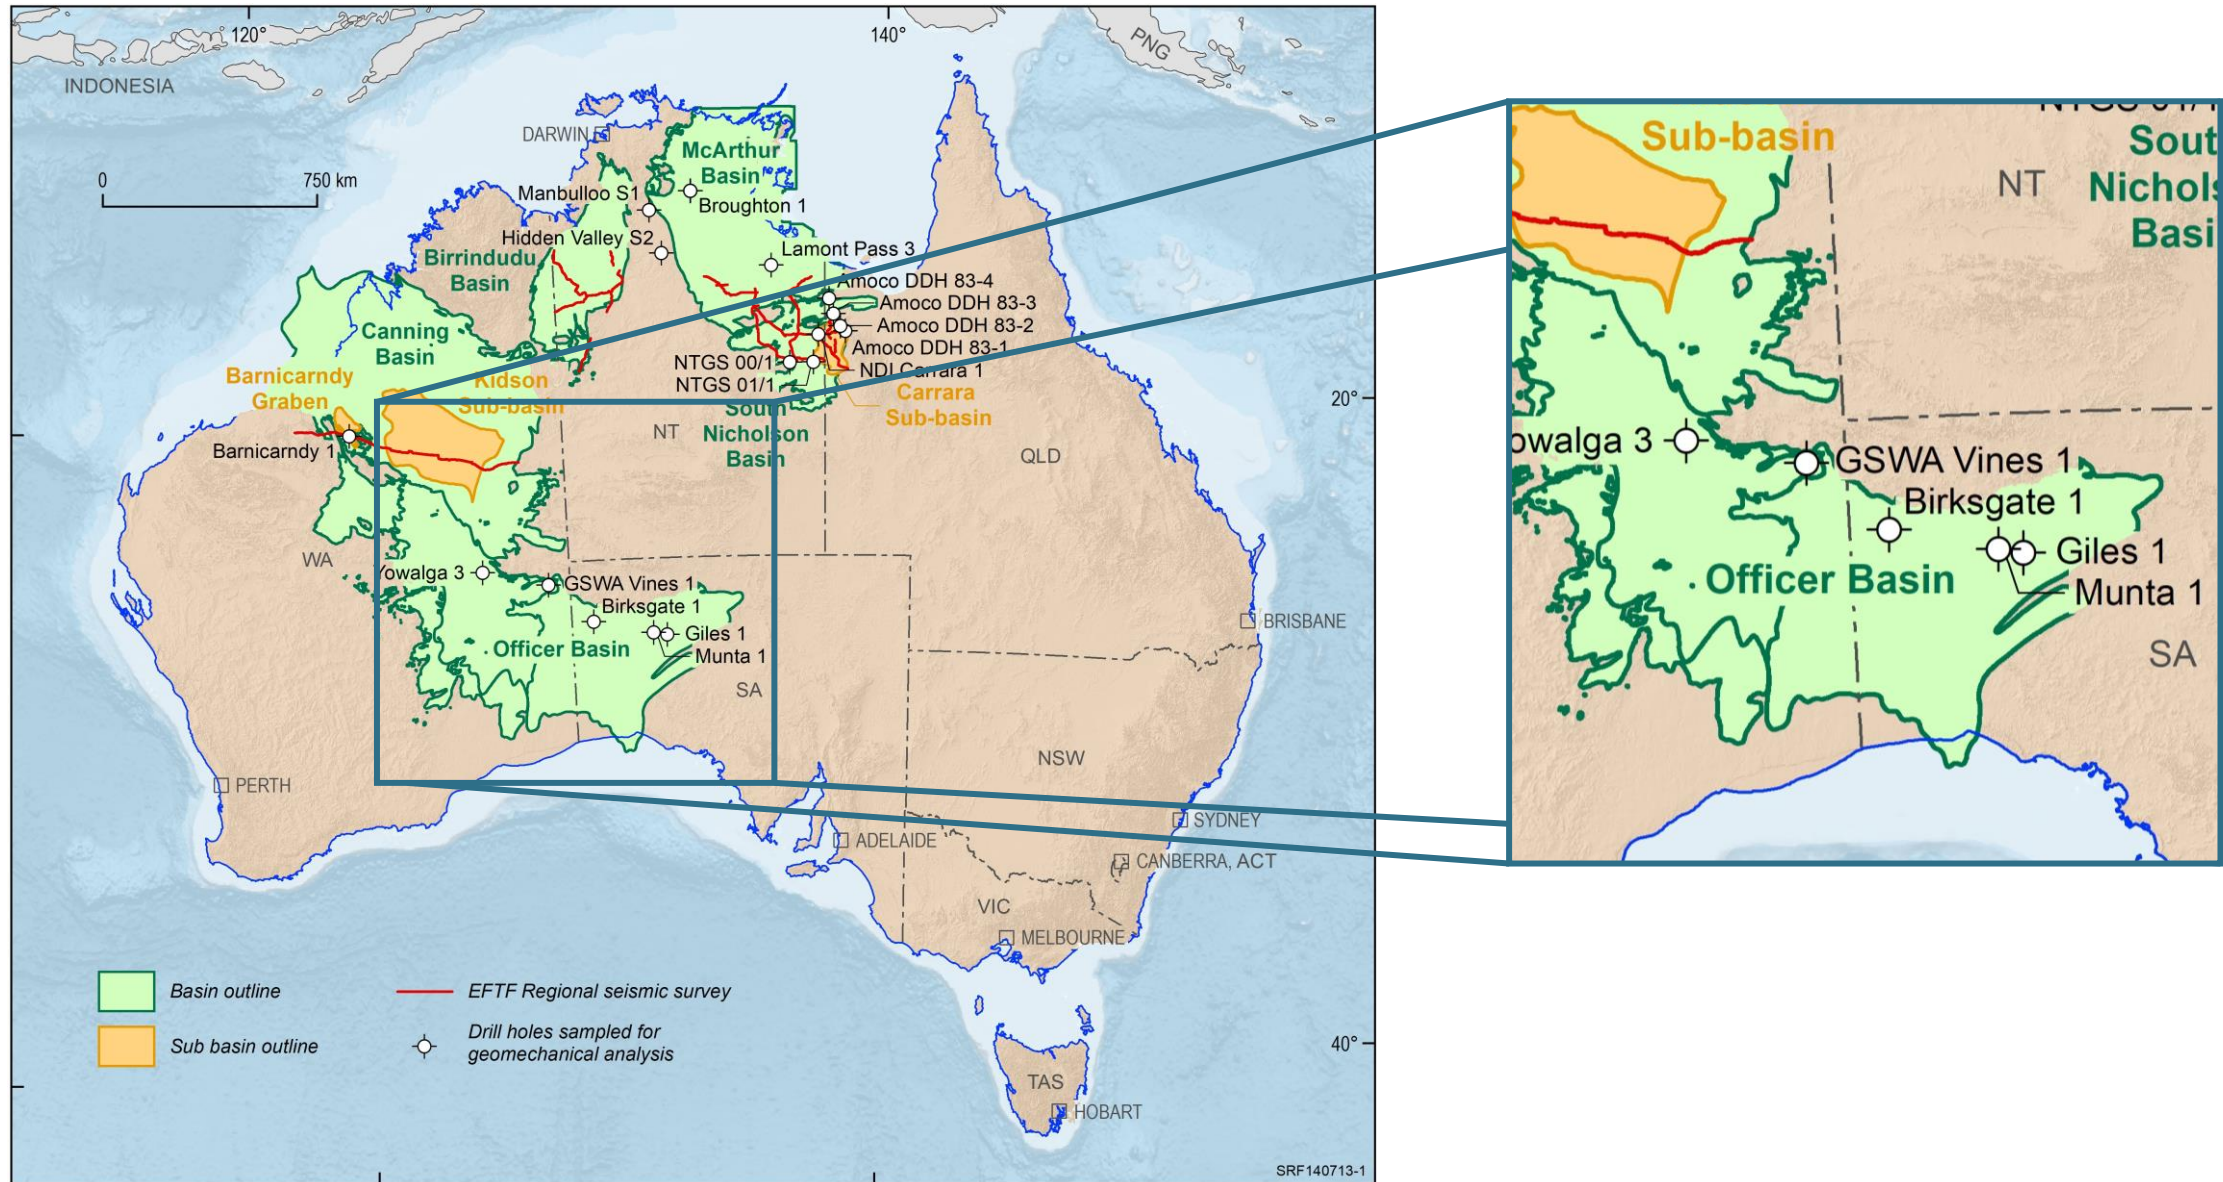 120°
140°
INDONESIA
PNG
DARWIN
McArthur
Basin
0
750 km
Manbulloo S1
Broughton 1
Hidden Valley S2
Lamont Pass 3
Birrindudu
Basin
Amoco DDH 83-4
Amoco DDH 83-3
Amoco DDH 83-2
Amoco DDH 83-1
NDI Carrara 1
Canning
Basin
NTGS 00/1
NTGS 01/1
Barnicarndy
Graben
Kidson
Sub-basin
Carrara
Sub-basin
20°
South
Nicholson
Basin
NT
Barnicarndy 1
QLD
WA
Yowalga 3
GSWA Vines 1
Birksgate 1
Giles 1
Munta 1
Officer Basin
SA
BRISBANE
NSW
PERTH
SYDNEY
ADELAIDE
CANBERRA, ACT
VIC
MELBOURNE
Basin outline
EFTF Regional seismic survey
Sub basin outline
Drill holes sampled for
geomechanical analysis
40°
TAS
HOBART
SRF140713-1
Sub-basin
NT
Sout
Nichols
Basi
owalga 3
GSWA Vines 1
Birksgate 1
Giles 1
Munta 1
Officer Basin
SA